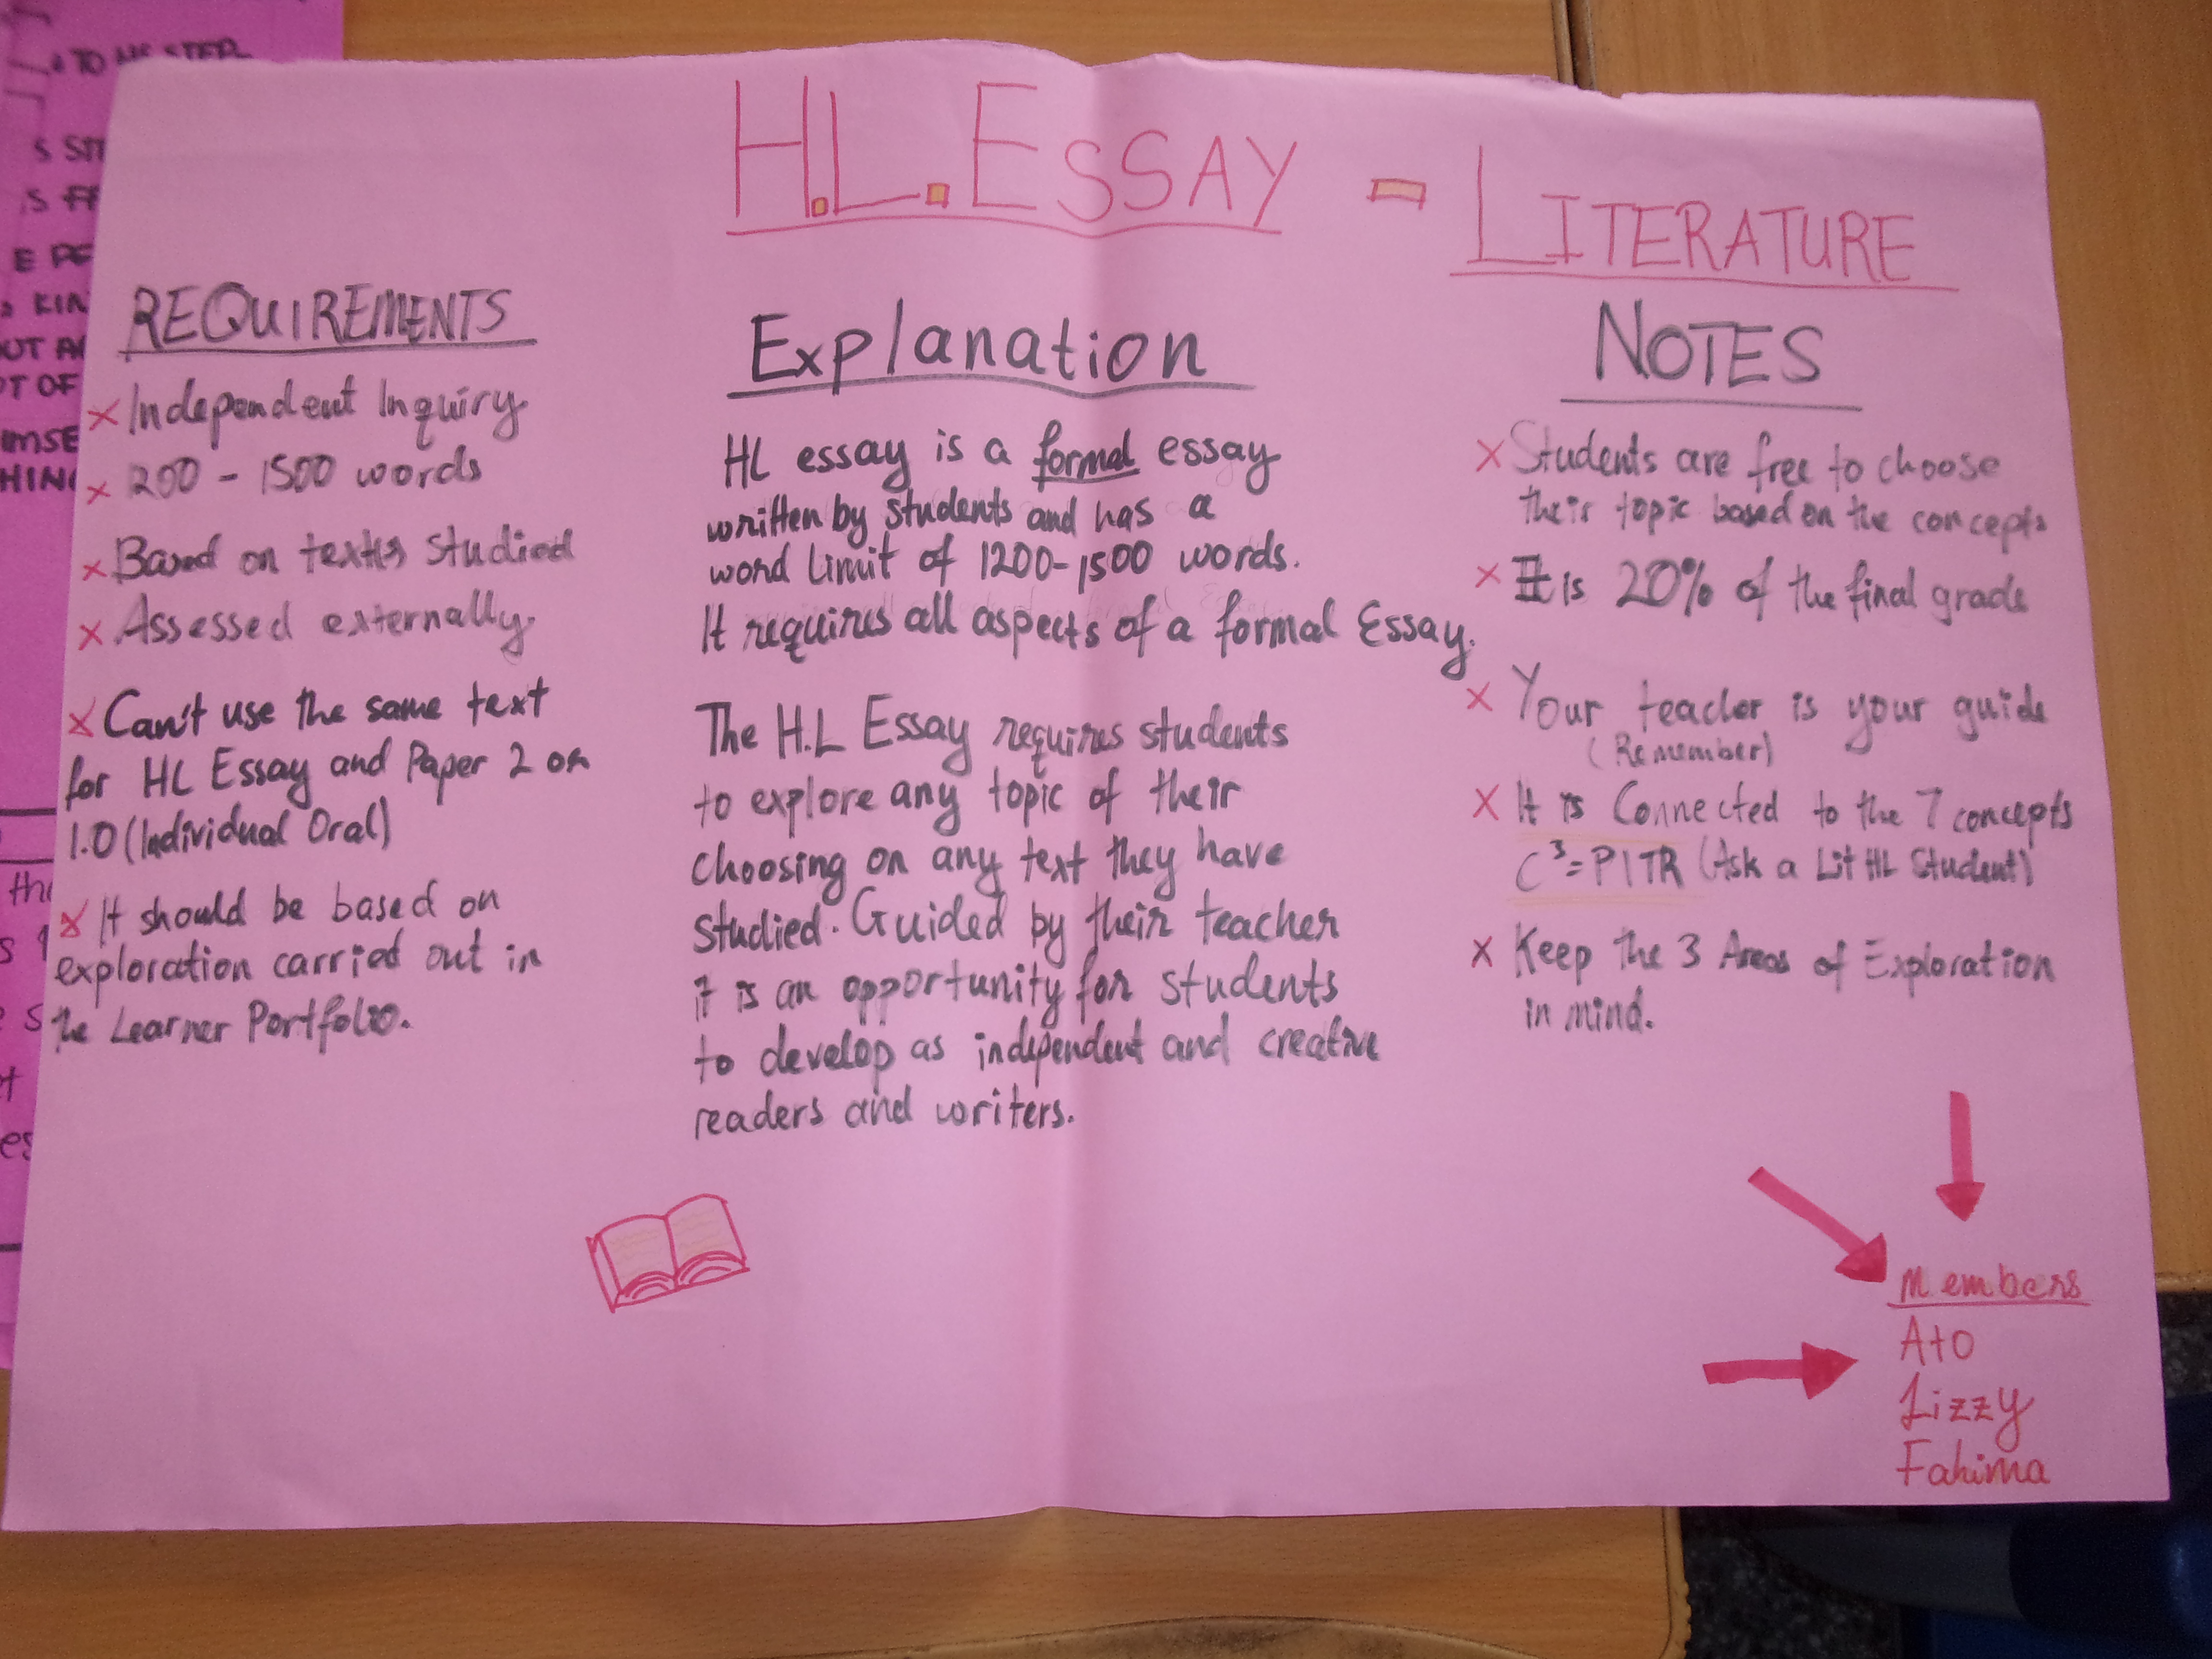 H.L. ESSAY - LITERATURE
REQUIREMENTS
x Independent Inquiry
x 1200 - 1500 words
x Based on texts studied
x Assessed externally.
x Can't use the same text
for HL Essay and Paper 2 or
I.O (Individual Oral)
x It should be based on
exploration carried out in
the Learner Portfolio.
Explanation
HL essay is a formal essay
written by students and has a
word limit of 1200-1500 words.
It requires all aspects of a formal Essay.
The H.L Essay requires students
to explore any topic of their
choosing on any text they have
studied. Guided by their teacher
it is an opportunity for students
to develop as independent and creative
readers and writers.
NOTES
x Students are free to choose
their topic based on the concepts
x It is 20% of the final grade
x Your teacher is your guide
(Remember)
x It is Connected to the 7 concepts
C³=PITR (Ask a Lit HL Student)
x Keep the 3 Areas of Exploration
in mind.
Members
Ato
Lizzy
Fahima
TO
OF